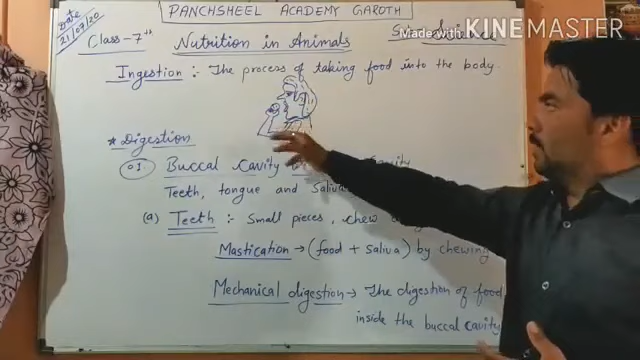 PANCHSHEEL ACADEMY GAROTH
Date
21/07/20
Class-7th
Made with KINEMASTER
Nutrition in Animals
Ingestion :- The process of taking food into the body.
* Digestion
01. Buccal cavity
Teeth, tongue and Saliva
(a) Teeth :- Small pieces, chew
Mastication → (food + saliva) by chewing
Mechanical digestion → The digestion of food
inside the buccal cavity